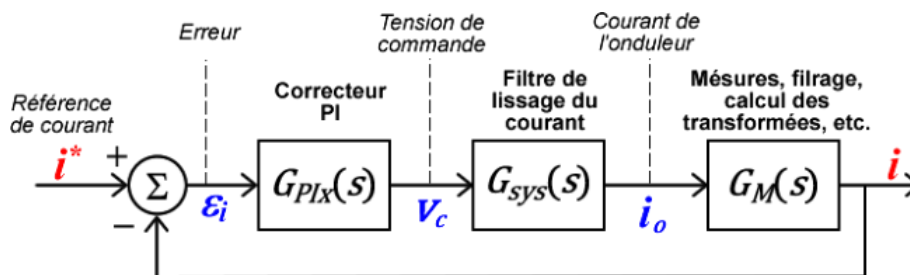 Erreur
Tension de
commande
Courant de
l'onduleur
Référence
de courant
Correcteur
PI
Filtre de
lissage du
courant
Mésures, filrage,
calcul des
transformées, etc.
i*
+
Σ
−
εi
GPIx(s)
vc
Gsys(s)
io
GM(s)
i